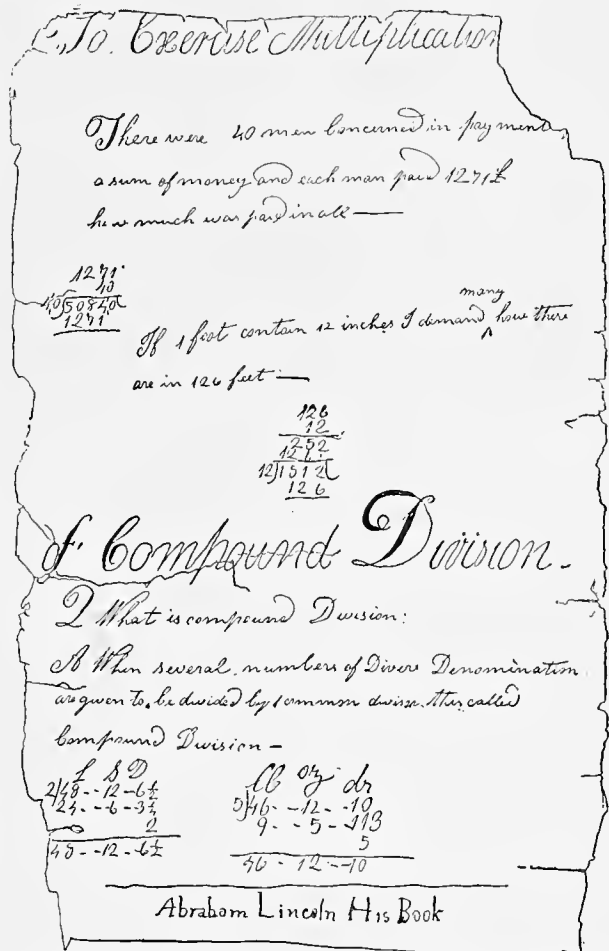 To Exercise Multiplication
There were 40 men Concerned in payment
a sum of money and each man paid 1271£
how much was paid in all —
1271
40
40)50840(
1271
many
If 1 foot contain 12 inches I demand ^ how there
are in 126 feet —
126
12
252
126
12)1512(
126
of Compound Division -
Q What is compound Division:
A When several numbers of Divers Denomination
are given to be divided by 1 common divisor this called
Compound Division -
£ S D
2/48--12-6½
24--6-3¼
2
48--12-6½
lb oz dr
5)46--12--10
9--5--113
5
46-12--10
Abraham Lincoln His Book